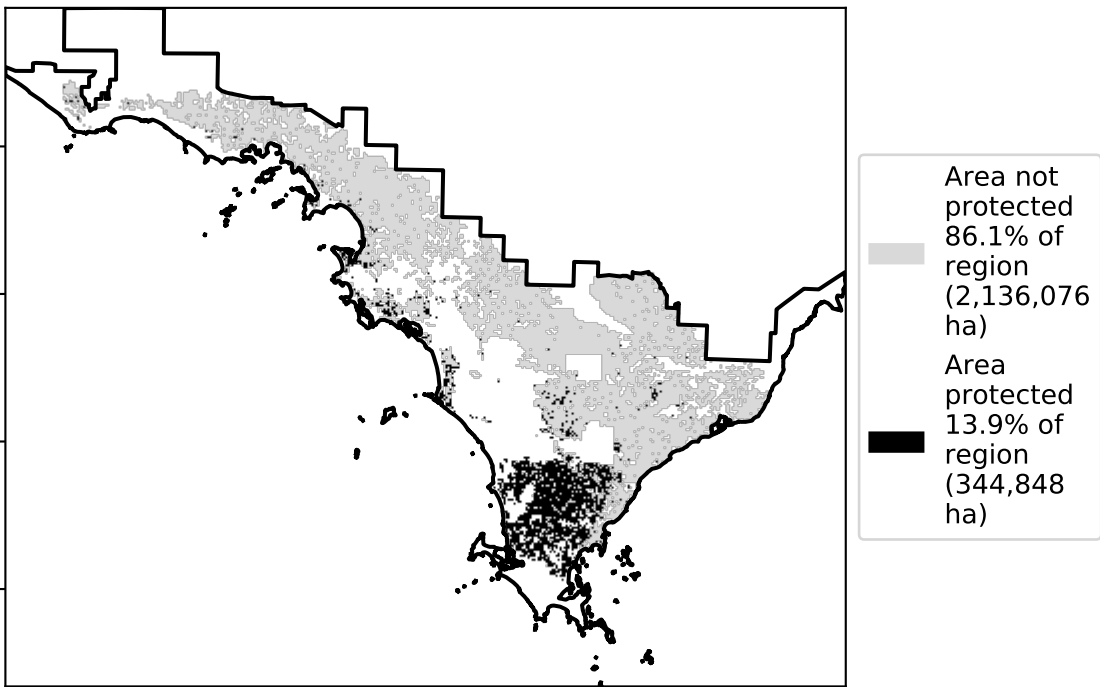 Area not
protected
86.1% of
region
(2,136,076
ha)
Area
protected
13.9% of
region
(344,848
ha)